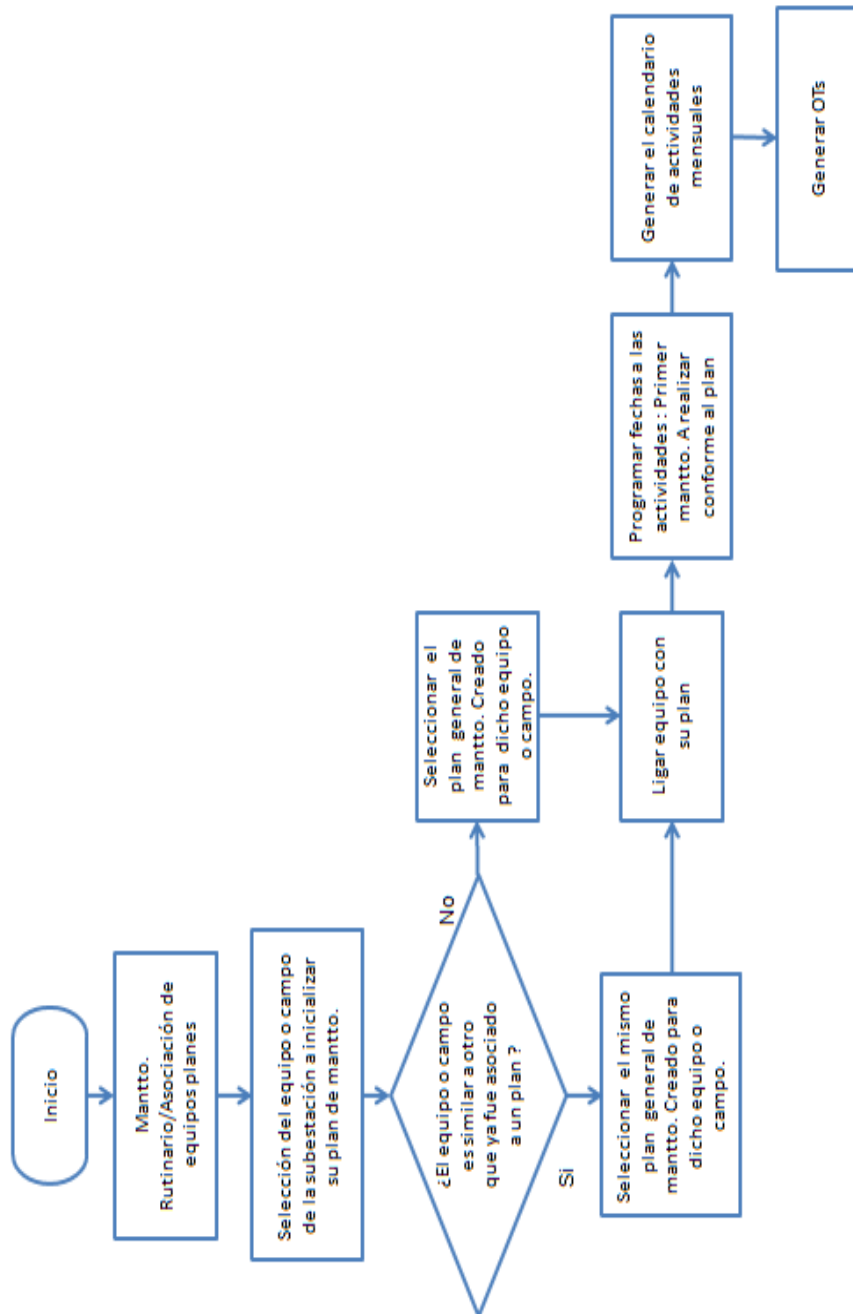 Inicio
Mantto.
Rutinario/Asociación de
equipos planes
Selección del equipo o campo
de la subestación a inicializar
su plan de mantto.
¿El equipo o campo
es similar a otro
que ya fue asociado
a un plan ?
No
Si
Seleccionar el
plan general de
mantto. Creado
para dicho equipo
o campo.
Seleccionar el mismo
plan general de
mantto. Creado para
dicho equipo o
campo.
Ligar equipo con
su plan
Programar fechas a las
actividades : Primer
mantto. A realizar
conforme al plan
Generar el calendario
de actividades
mensuales
Generar OTs